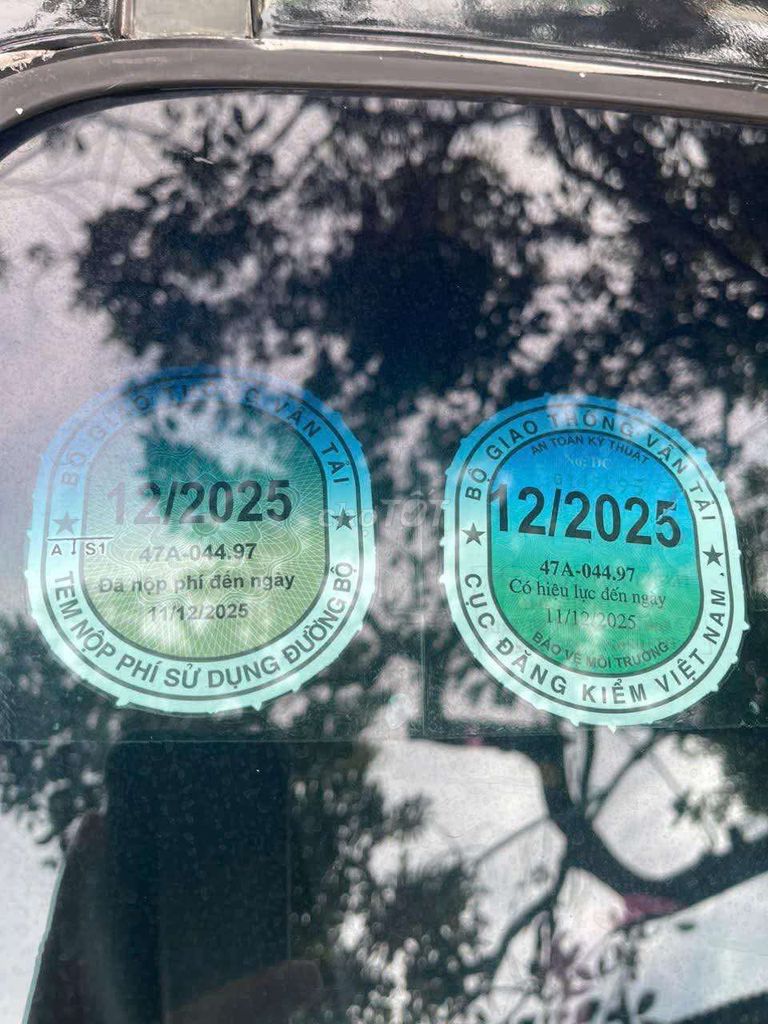 BỘ GIAO THÔNG VẬN TẢI
12/2025
A S1
47A-044.97
Đã nộp phí đến ngày
11/12/2025
TEM NỘP PHÍ SỬ DỤNG ĐƯỜNG BỘ
BỘ GIAO THÔNG VẬN TẢI
AN TOÀN KỸ THUẬT
No: DC
12/2025
47A-044.97
Có hiệu lực đến ngày
11/12/2025
BẢO VỆ MÔI TRƯỜNG
CỤC ĐĂNG KIỂM VIỆT NAM